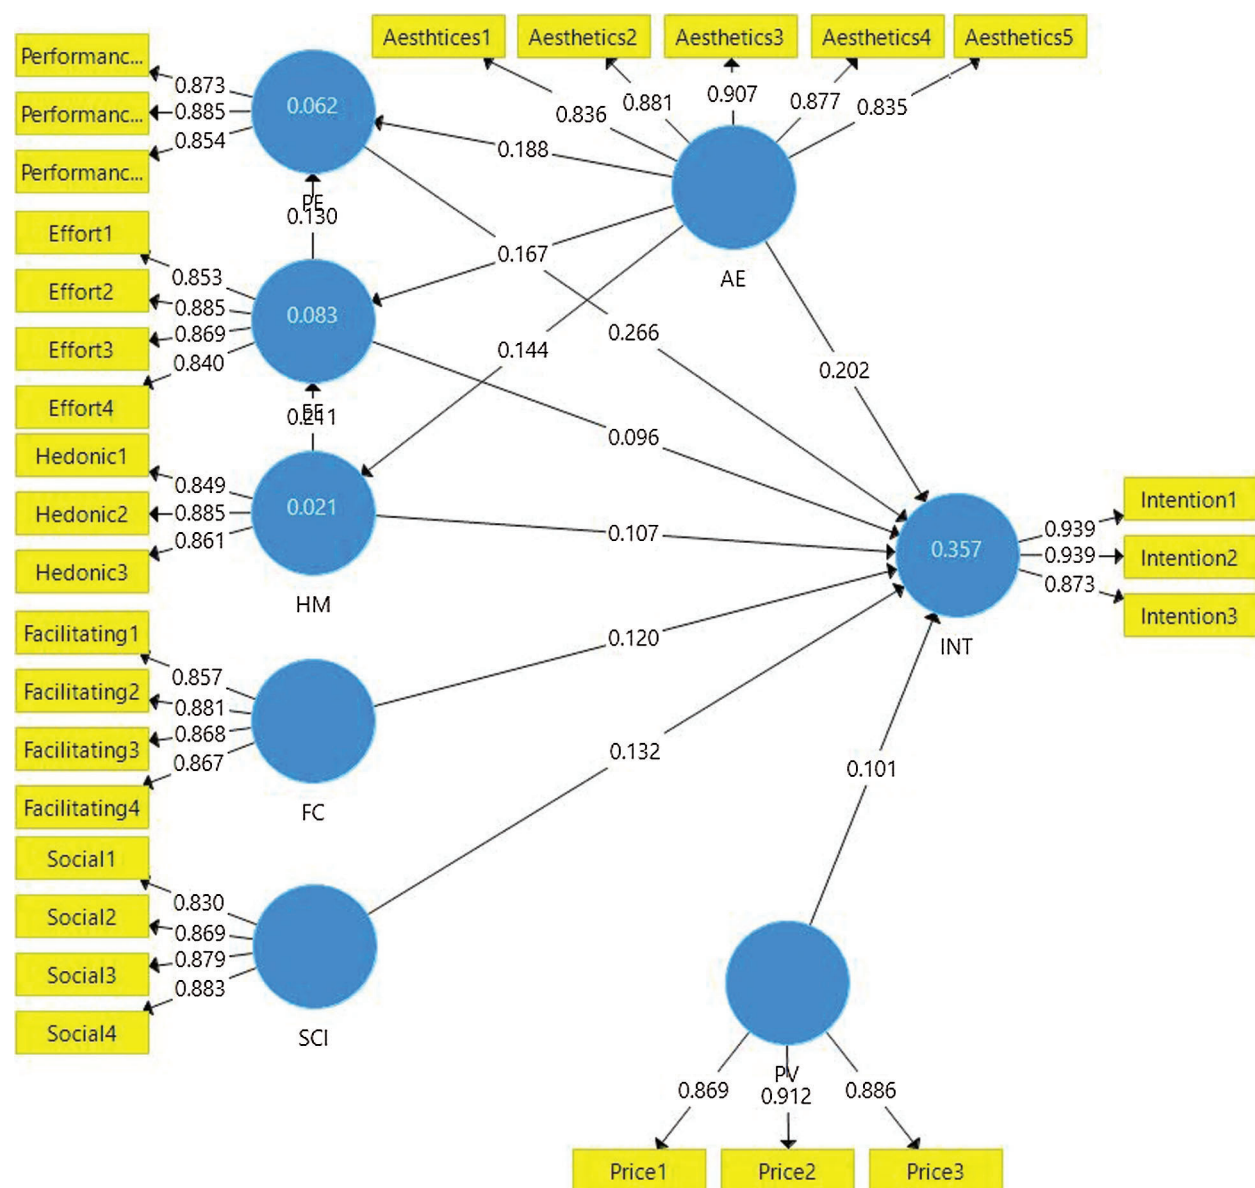 Aesthtices1
Aesthetics2
Aesthetics3
Aesthetics4
Aesthetics5
0.836
0.881
0.907
0.877
0.835
AE
Performanc...
Performanc...
Performanc...
0.873
0.885
0.854
0.062
PE
0.188
0.130
Effort1
Effort2
Effort3
Effort4
0.853
0.885
0.869
0.840
0.083
EE
0.167
0.266
0.144
0.202
0.096
0.211
Hedonic1
Hedonic2
Hedonic3
0.849
0.885
0.861
0.021
HM
0.107
0.357
INT
0.939
0.939
0.873
Intention1
Intention2
Intention3
Facilitating1
Facilitating2
Facilitating3
Facilitating4
0.857
0.881
0.868
0.867
FC
0.120
Social1
Social2
Social3
Social4
0.830
0.869
0.879
0.883
SCI
0.132
0.101
PV
0.869
0.912
0.886
Price1
Price2
Price3